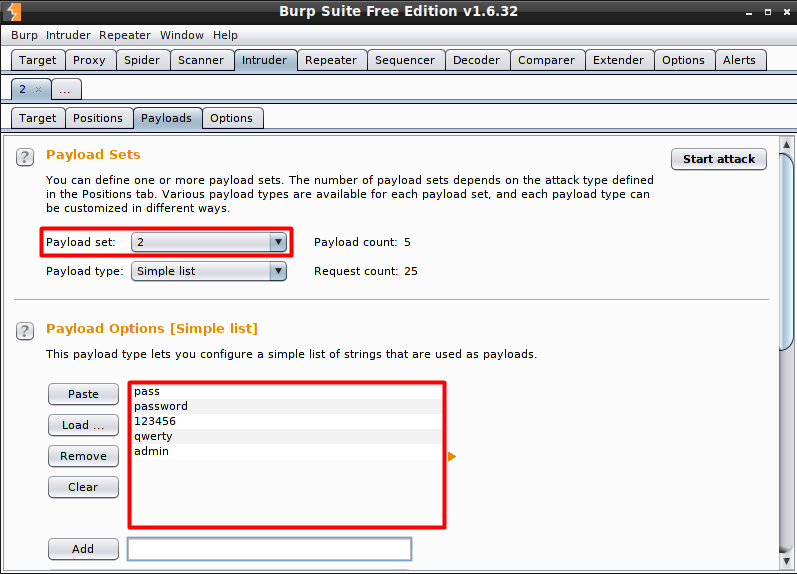 Burp Suite Free Edition v1.6.32
Burp Intruder Repeater Window Help
Target Proxy Spider Scanner Intruder Repeater Sequencer Decoder Comparer Extender Options Alerts
2 × ...
Target Positions Payloads Options
? Payload Sets Start attack
You can define one or more payload sets. The number of payload sets depends on the attack type defined
in the Positions tab. Various payload types are available for each payload set, and each payload type can
be customized in different ways.
Payload set: 2 Payload count: 5
Payload type: Simple list Request count: 25
? Payload Options [Simple list]
This payload type lets you configure a simple list of strings that are used as payloads.
Paste
Load ...
Remove
Clear
pass
password
123456
qwerty
admin
Add